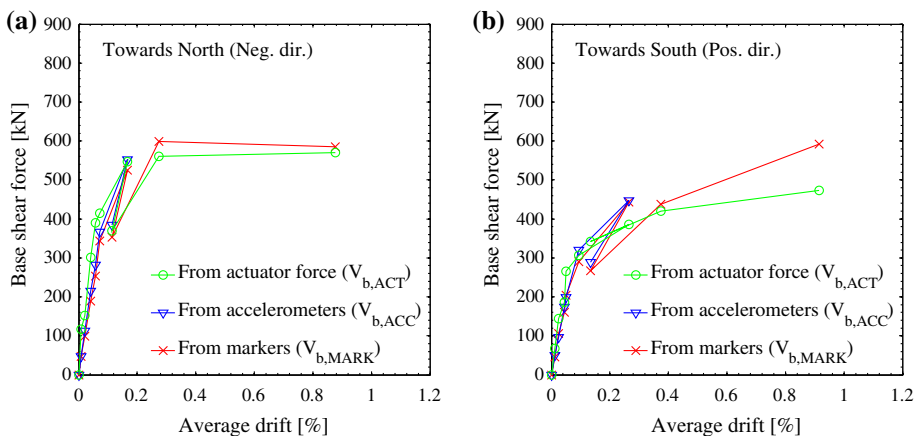 (a)
Towards North (Neg. dir.)
Base shear force [kN]
900
800
700
600
500
400
300
200
100
0
From actuator force (V_b,ACT)
From accelerometers (V_b,ACC)
From markers (V_b,MARK)
0 0.2 0.4 0.6 0.8 1 1.2
Average drift [%]
(b)
Towards South (Pos. dir.)
Base shear force [kN]
900
800
700
600
500
400
300
200
100
0
From actuator force (V_b,ACT)
From accelerometers (V_b,ACC)
From markers (V_b,MARK)
0 0.2 0.4 0.6 0.8 1 1.2
Average drift [%]